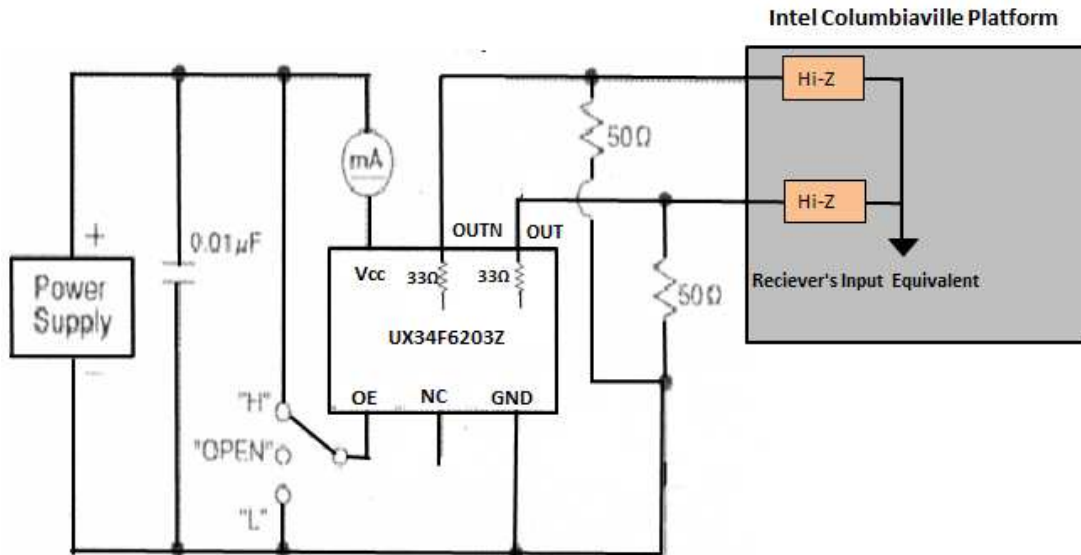 Intel Columbiaville Platform
Hi-Z
50Ω
mA
Hi-Z
OUTN OUT
+
0.01µF
Vcc 33Ω 33Ω
Reciever's Input Equivalent
Power
Supply
50Ω
UX34F6203Z
−
OE NC GND
"H"
"OPEN"
"L"